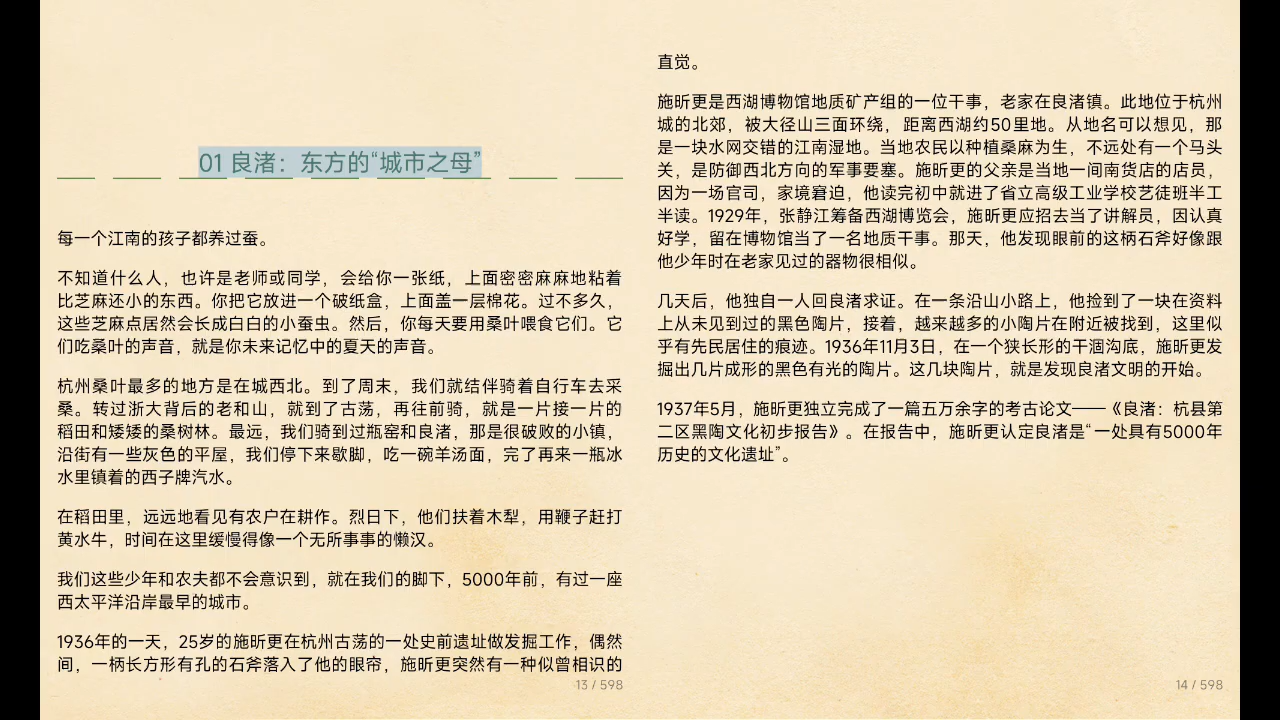 01 良渚：东方的“城市之母”
每一个江南的孩子都养过蚕。
不知道什么人，也许是老师或同学，会给你一张纸，上面密密麻麻地粘着
比芝麻还小的东西。你把它放进一个破纸盒，上面盖一层棉花。过不多久，
这些芝麻点居然会长成白白的小蚕虫。然后，你每天要用桑叶喂食它们。它
们吃桑叶的声音，就是你未来记忆中的夏天的声音。
杭州桑叶最多的地方是在城西北。到了周末，我们就结伴骑着自行车去采
桑。转过浙大背后的老和山，就到了古荡，再往前骑，就是一片接一片的
稻田和矮矮的桑树林。最远，我们骑到过瓶窑和良渚，那是很破败的小镇，
沿街有一些灰色的平屋，我们停下来歇脚，吃一碗羊汤面，完了再来一瓶冰
水里镇着的西子牌汽水。
在稻田里，远远地看见有农户在耕作。烈日下，他们扶着木犁，用鞭子赶打
黄水牛，时间在这里缓慢得像一个无所事事的懒汉。
我们这些少年和农夫都不会意识到，就在我们的脚下，5000年前，有过一座
西太平洋沿岸最早的城市。
1936年的一天，25岁的施昕更在杭州古荡的一处史前遗址做发掘工作，偶然
间，一柄长方形有孔的石斧落入了他的眼帘，施昕更突然有一种似曾相识的
13 / 598
直觉。
施昕更是西湖博物馆地质矿产组的一位干事，老家在良渚镇。此地位于杭州
城的北郊，被大径山三面环绕，距离西湖约50里地。从地名可以想见，那
是一块水网交错的江南湿地。当地农民以种植桑麻为生，不远处有一个马头
关，是防御西北方向的军事要塞。施昕更的父亲是当地一间南货店的店员，
因为一场官司，家境窘迫，他读完初中就进了省立高级工业学校艺徒班半工
半读。1929年，张静江筹备西湖博览会，施昕更应招去当了讲解员，因认真
好学，留在博物馆当了一名地质干事。那天，他发现眼前的这柄石斧好像跟
他少年时在老家见过的器物很相似。
几天后，他独自一人回良渚求证。在一条沿山小路上，他捡到了一块在资料
上从未见到过的黑色陶片，接着，越来越多的小陶片在附近被找到，这里似
乎有先民居住的痕迹。1936年11月3日，在一个狭长形的干涸沟底，施昕更发
掘出几片成形的黑色有光的陶片。这几块陶片，就是发现良渚文明的开始。
1937年5月，施昕更独立完成了一篇五万余字的考古论文——《良渚：杭县第
二区黑陶文化初步报告》。在报告中，施昕更认定良渚是“一处具有5000年
历史的文化遗址”。
14 / 598